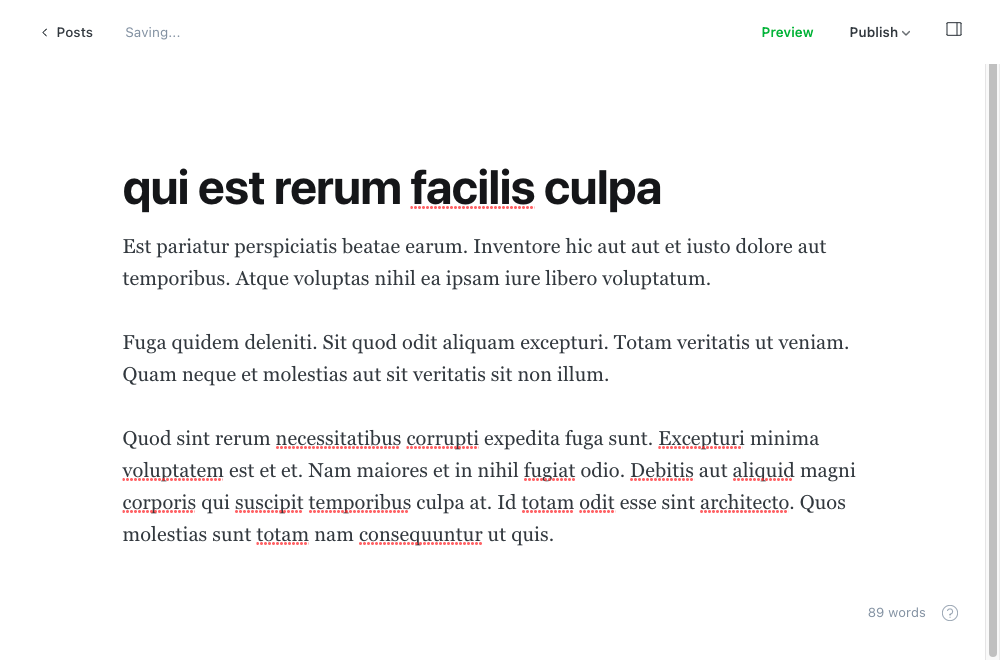 Posts
Saving...
Preview
Publish
qui est rerum facilis culpa
Est pariatur perspiciatis beatae earum. Inventore hic aut aut et iusto dolore aut
temporibus. Atque voluptas nihil ea ipsam iure libero voluptatum.
Fuga quidem deleniti. Sit quod odit aliquam excepturi. Totam veritatis ut veniam.
Quam neque et molestias aut sit veritatis sit non illum.
Quod sint rerum necessitatibus corrupti expedita fuga sunt. Excepturi minima
voluptatem est et et. Nam maiores et in nihil fugiat odio. Debitis aut aliquid magni
corporis qui suscipit temporibus culpa at. Id totam odit esse sint architecto. Quos
molestias sunt totam nam consequuntur ut quis.
89 words
?